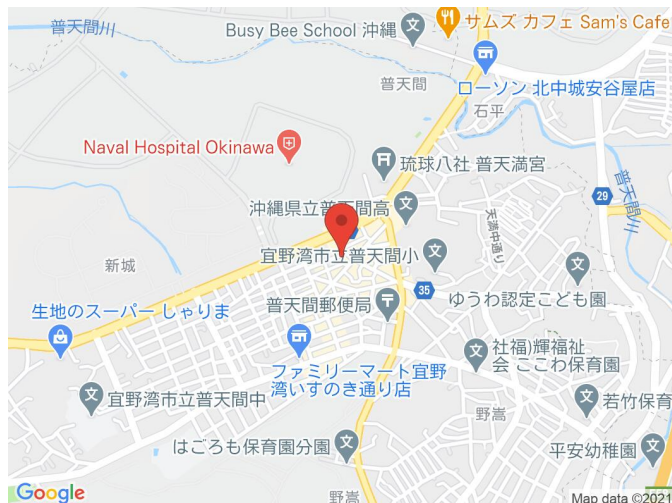 普天間川
Busy Bee School 沖縄
サムズ カフェ Sam's Cafe
普天間
ローソン 北中城安谷屋店
石平
Naval Hospital Okinawa
琉球八社 普天満宮
普天間川
29
沖縄県立普天間高
天満中通り
新城
宜野湾市立普天間小
35
ゆうわ認定こども園
普天間郵便局
生地のスーパー しゃりま
社福)輝福祉
会 ここわ保育園
ファミリーマート宜野
湾いすのき通り店
宜野湾市立普天間中
若竹保育
野嵩
はごろも保育園分園
平安幼稚園
野嵩
Google
Map data ©2021